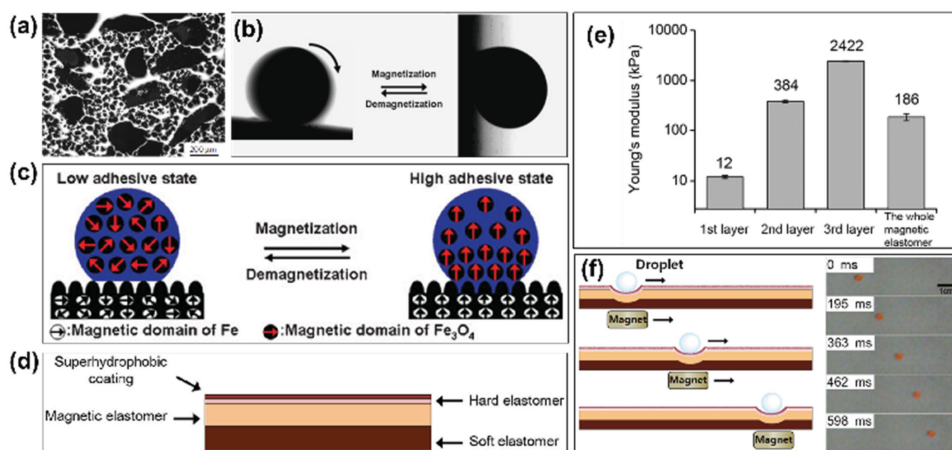 (a)
200 μm
(b)
Magnetization
Demagnetization
(c)
Low adhesive state
High adhesive state
Magnetization
Demagnetization
:Magnetic domain of Fe
:Magnetic domain of Fe3O4
(d)
Superhydrophobic
coating
Magnetic elastomer
Hard elastomer
Soft elastomer
(e)
Young's modulus (kPa)
10000
1000
100
10
12
384
2422
186
1st layer
2nd layer
3rd layer
The whole
magnetic
elastomer
(f)
Droplet
Magnet
Magnet
Magnet
0 ms
195 ms
363 ms
462 ms
598 ms